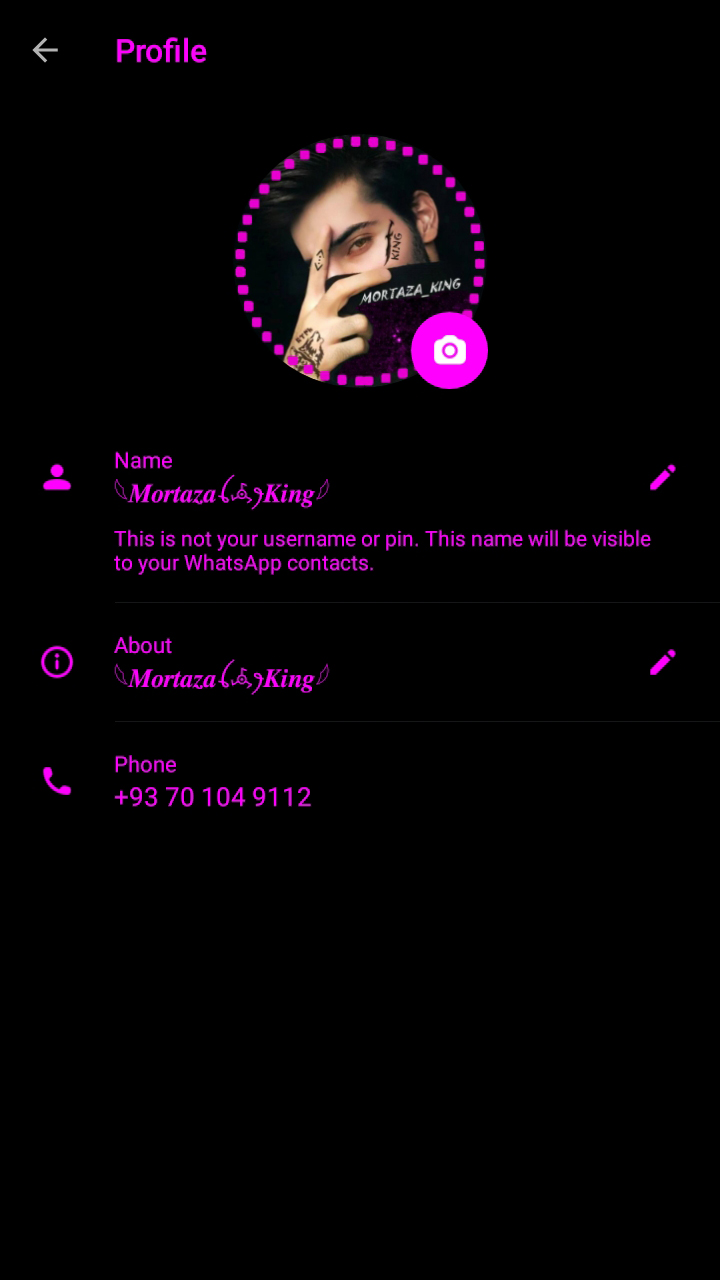 Profile
KING
MORTAZA_KING
Name
Mortaza King
This is not your username or pin. This name will be visible
to your WhatsApp contacts.
About
Mortaza King
Phone
+93 70 104 9112